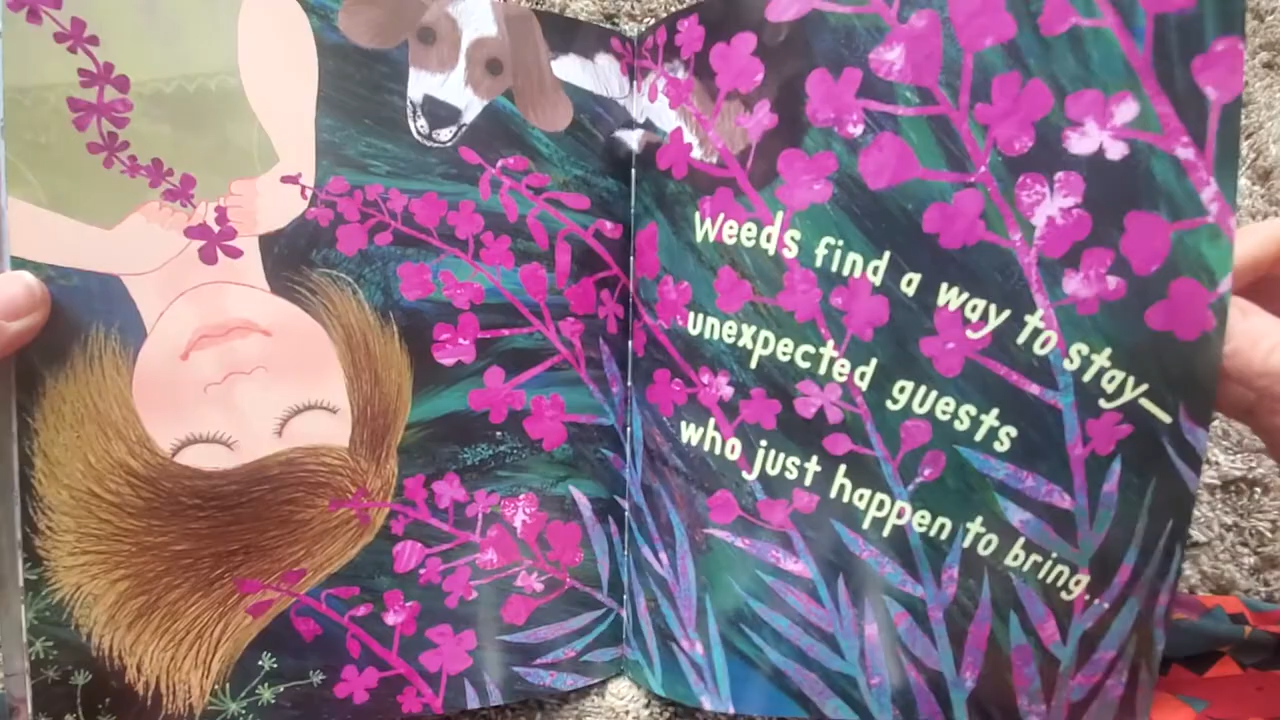 Weeds find a way to stay—
unexpected guests
who just happen to bring...